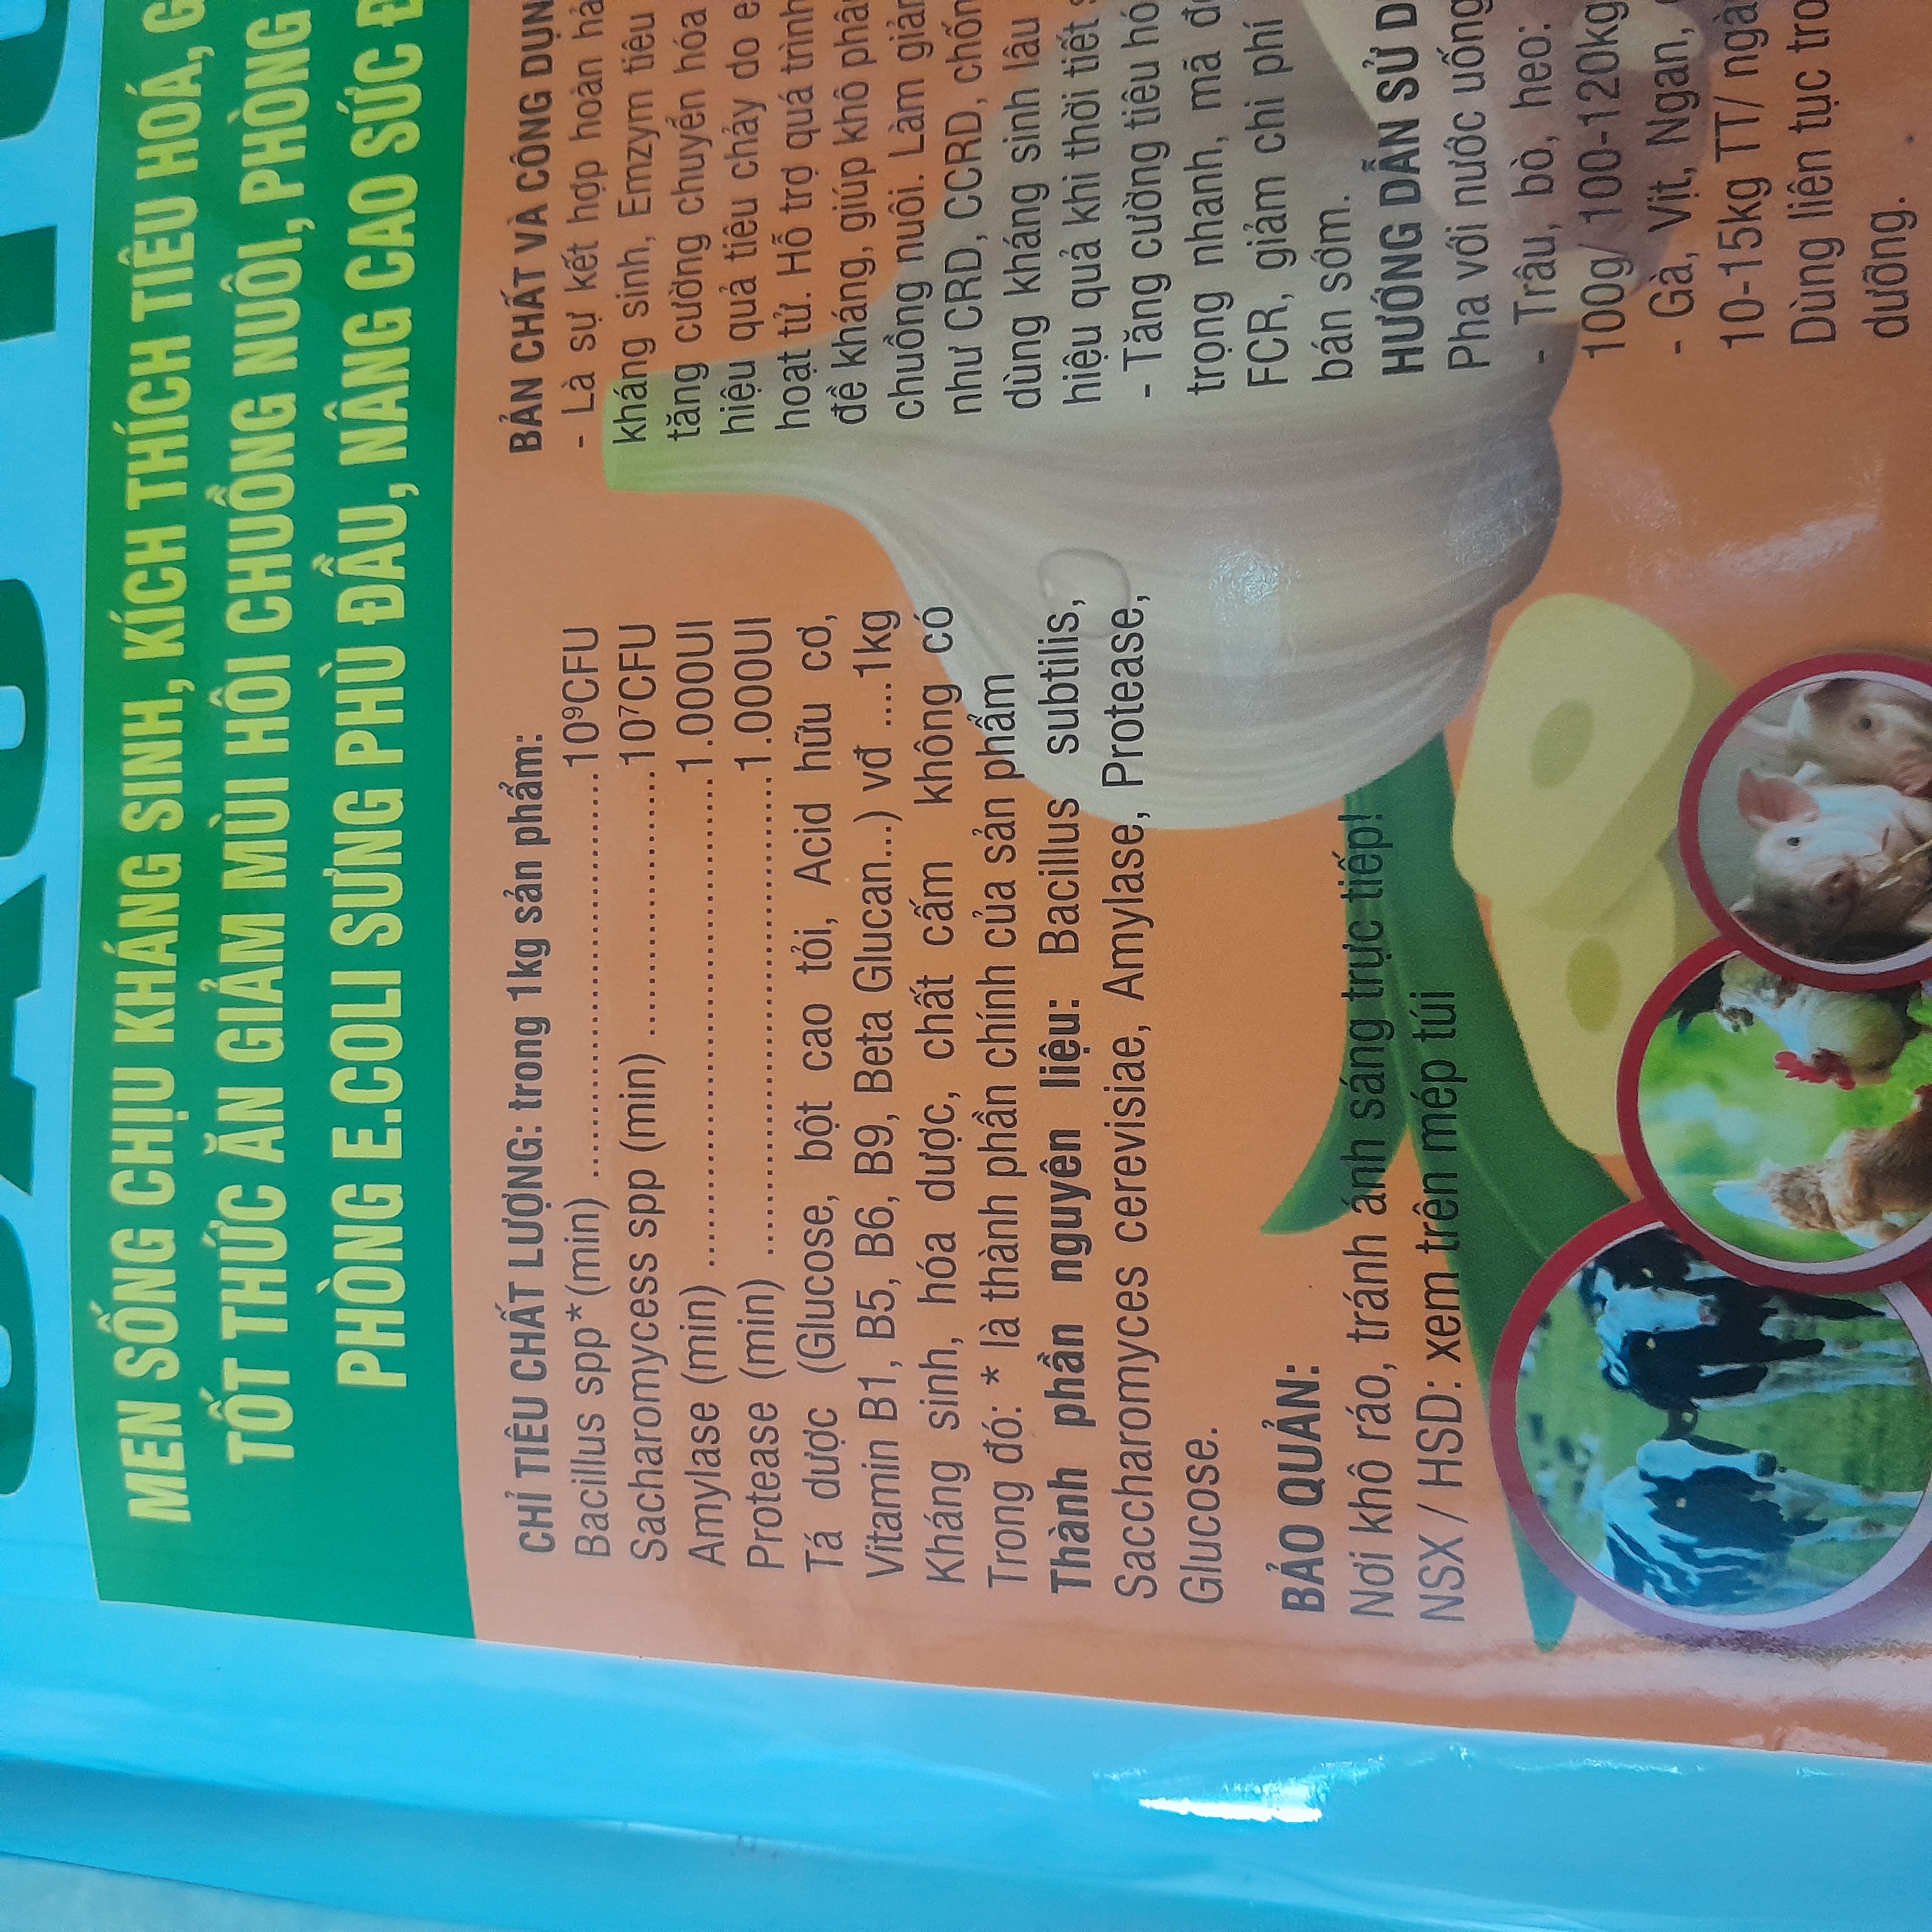 MEN SỐNG CHỊU KHÁNG SINH, KÍCH THÍCH TIÊU HOÁ, G
TỐT THỨC ĂN GIẢM MÙI HÔI CHUỒNG NUÔI, PHÒNG
PHÒNG E.COLI SƯNG PHÙ ĐẦU, NÂNG CAO SỨC Đ
CHỈ TIÊU CHẤT LƯỢNG: trong 1kg sản phẩm:
Bacillus spp*(min) ........................................10⁹CFU
Sacharomycess spp (min) .........................10⁷CFU
Amylase (min) ................................................1.000UI
Protease (min) ................................................1.000UI
Tá dược (Glucose, bột cao tỏi, Acid hữu cơ,
Vitamin B1, B5, B6, B9, Beta Glucan...) vđ ....1kg
Kháng sinh, hóa dược, chất cấm không có
Trong đó: * là thành phần chính của sản phẩm
Thành phần nguyên liệu: Bacillus subtilis,
Saccharomyces cerevisiae, Amylase, Protease,
Glucose.
BẢO QUẢN:
Nơi khô ráo, tránh ánh sáng trực tiếp!
NSX / HSD: xem trên mép túi
BẢN CHẤT VÀ CÔNG DỤN
- Là sự kết hợp hoàn hả
kháng sinh, Emzym tiêu
tăng cường chuyển hóa
hiệu quả tiêu chảy do e
hoạt tử. Hỗ trợ quá trình
đề kháng, giúp khô phâ
chuồng nuôi. Làm giản
như CRD, CCRD, chốn
dùng kháng sinh lâu
hiệu quả khi thời tiết
- Tăng cường tiêu hó
trọng nhanh, mã đ
FCR, giảm chi phí
bán sớm.
HƯỚNG DẪN SỬ D
Pha với nước uống
- Trâu, bò, heo:
100g/ 100-120kg
- Gà, Vịt, Ngan,
10-15kg TT/ ngà
Dùng liên tục tro
dưỡng.